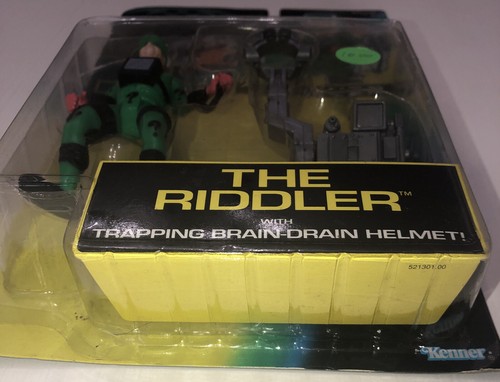 THE
RIDDLER™
WITH
TRAPPING BRAIN-DRAIN HELMET!
521301.00
Kenner